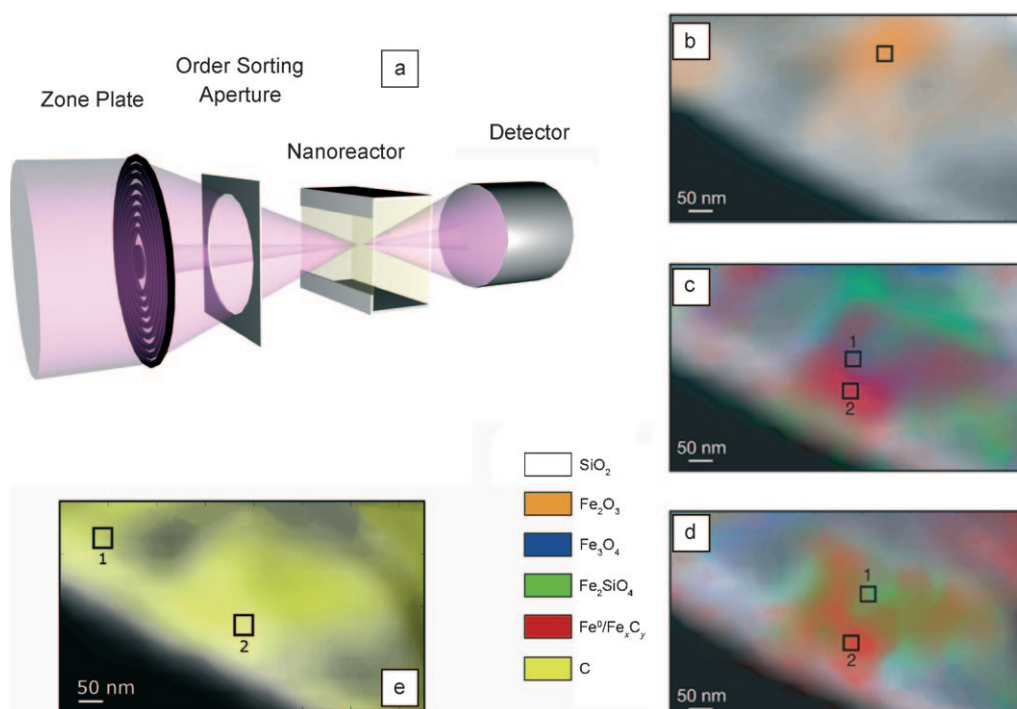 a
Zone Plate
Order Sorting
Aperture
Nanoreactor
Detector
b
50 nm
c
1
2
50 nm
SiO₂
Fe₂O₃
Fe₃O₄
Fe₂SiO₄
Fe⁰/FeₓCᵧ
C
d
1
2
50 nm
1
2
50 nm
e